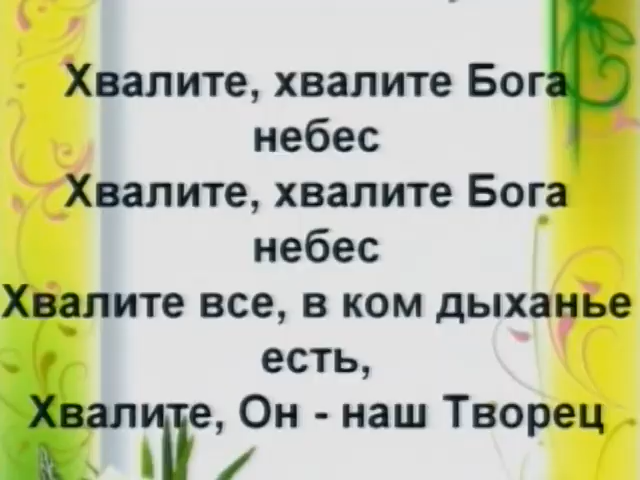 Хвалите, хвалите Бога
небес
Хвалите, хвалите Бога
небес
Хвалите все, в ком дыханье
есть,
Хвалите, Он - наш Творец